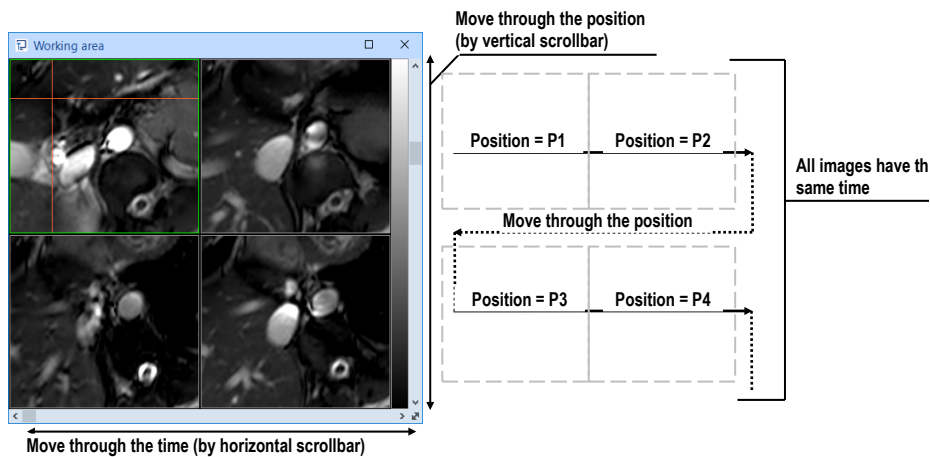 Move through the position
(by vertical scrollbar)
Working area
Position = P1
Position = P2
All images have th
same time
Move through the position
Position = P3
Position = P4
Move through the time (by horizontal scrollbar)